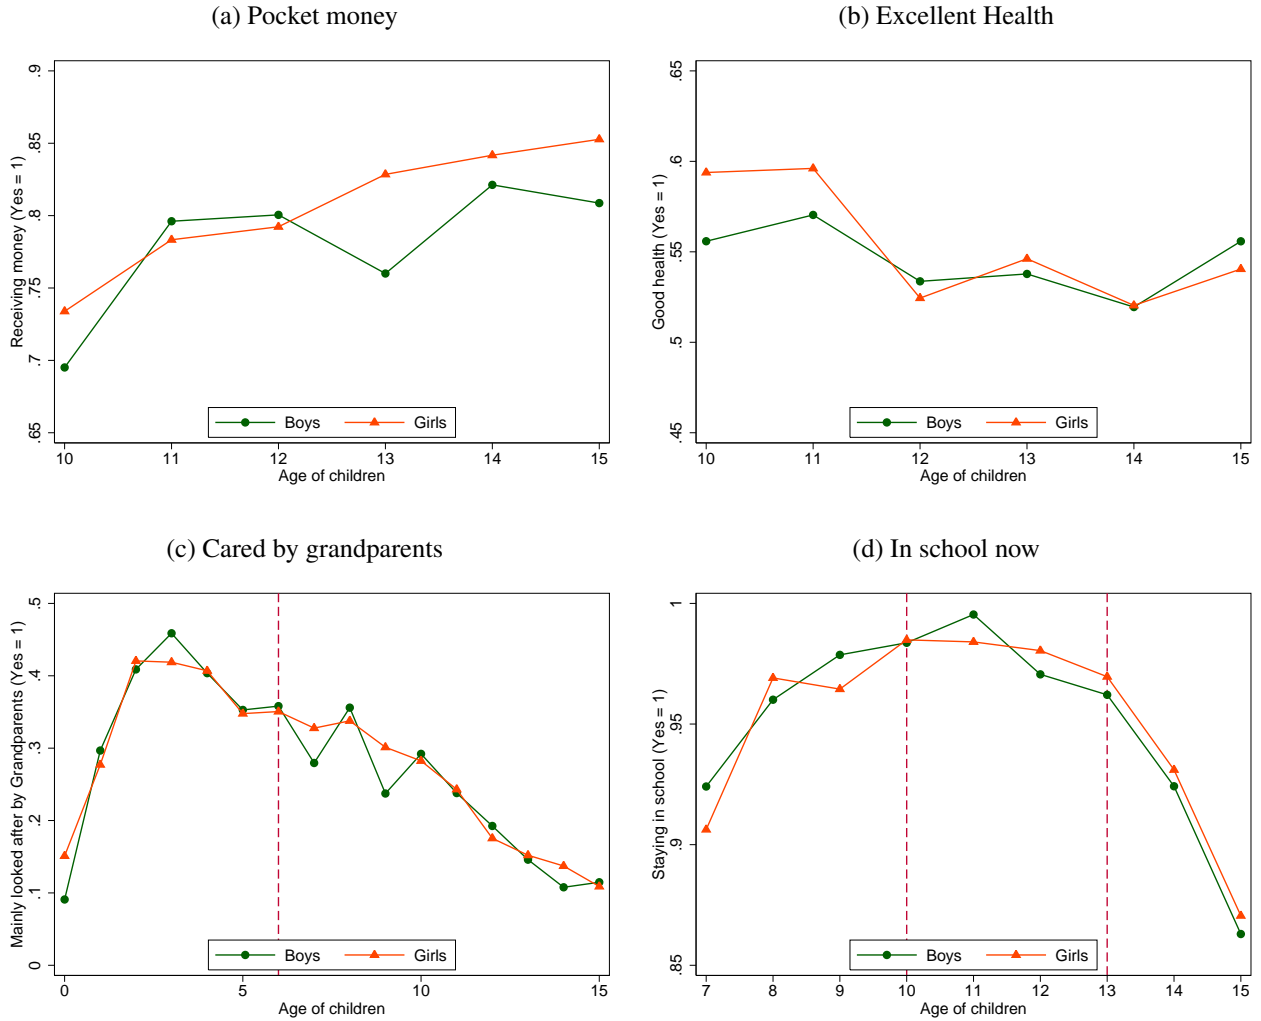 (a) Pocket money
Receiving money (Yes = 1)
.9
.85
.8
.75
.7
.65
10 11 12 13 14 15
Age of children
Boys Girls
(b) Excellent Health
Good health (Yes = 1)
.65
.6
.55
.5
.45
10 11 12 13 14 15
Age of children
Boys Girls
(c) Cared by grandparents
Mainly looked after by Grandparents (Yes = 1)
.5
.4
.3
.2
.1
0
0 5 10 15
Age of children
Boys Girls
(d) In school now
Staying in school (Yes = 1)
1
.95
.9
.85
7 8 9 10 11 12 13 14 15
Age of children
Boys Girls